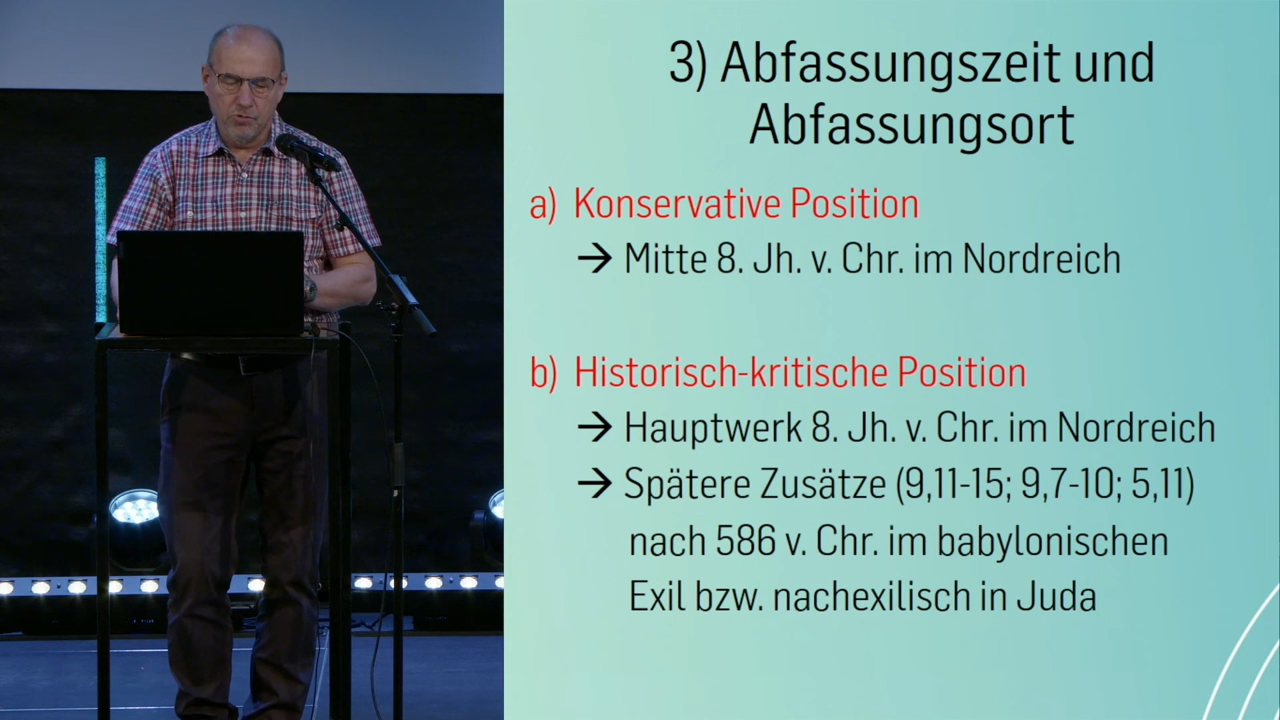 3) Abfassungszeit und
Abfassungsort
a) Konservative Position
→ Mitte 8. Jh. v. Chr. im Nordreich
b) Historisch-kritische Position
→ Hauptwerk 8. Jh. v. Chr. im Nordreich
→ Spätere Zusätze (9,11-15; 9,7-10; 5,11)
nach 586 v. Chr. im babylonischen
Exil bzw. nachexilisch in Juda